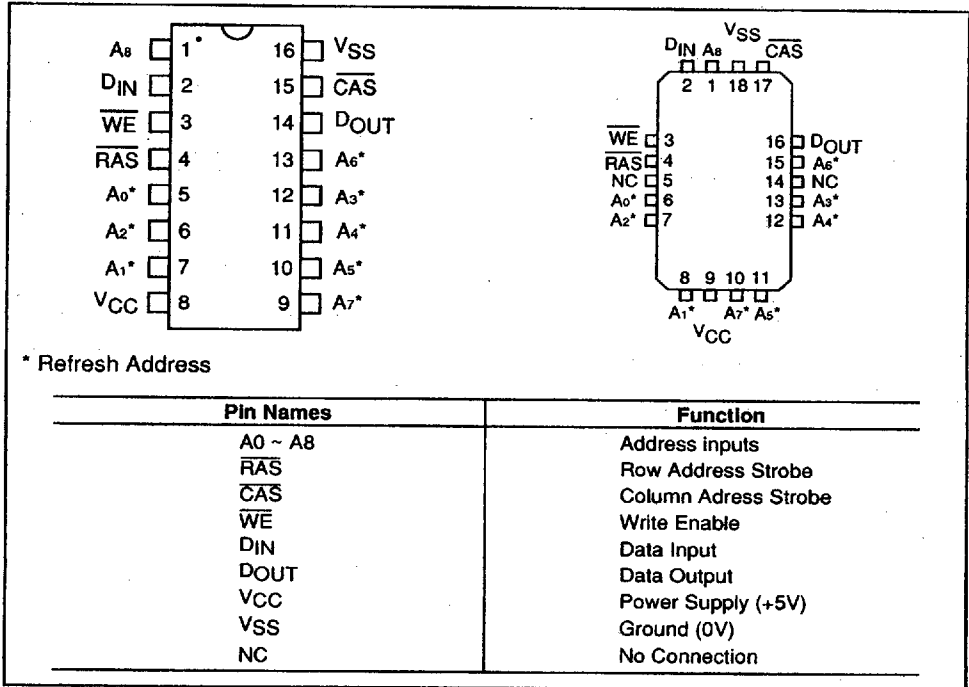 A8 1 16 VSS
DIN 2 15 CAS
WE 3 14 DOUT
RAS 4 13 A6*
A0* 5 12 A3*
A2* 6 11 A4*
A1* 7 10 A5*
VCC 8 9 A7*
VSS
DIN A8 CAS
2 1 18 17
WE 3 16 DOUT
RAS 4 15 A6*
NC 5 14 NC
A0* 6 13 A3*
A2* 7 12 A4*
8 9 10 11
A1* A7* A5*
VCC
* Refresh Address
Pin Names Function
A0 ~ A8 Address inputs
RAS Row Address Strobe
CAS Column Adress Strobe
WE Write Enable
DIN Data Input
DOUT Data Output
VCC Power Supply (+5V)
VSS Ground (0V)
NC No Connection